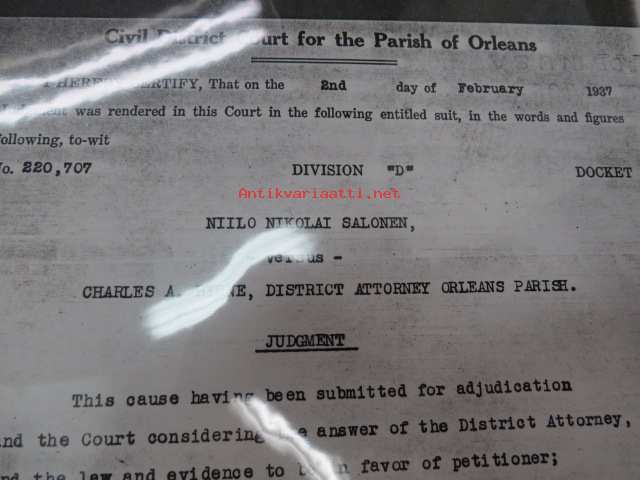 Civil District Court for the Parish of Orleans
I HEREBY CERTIFY, That on the 2nd day of February 1937
was rendered in this Court in the following entitled suit, in the words and figures
following, to-wit
No. 220,707 DIVISION "D" DOCKET
Antikvariaatti.net
NIILO NIKOLAI SALONEN,
- versus -
CHARLES A. DISTRICT ATTORNEY ORLEANS PARISH.
JUDGMENT
This cause having been submitted for adjudication
and the Court considering the answer of the District Attorney,
and the law and evidence to be in favor of petitioner;